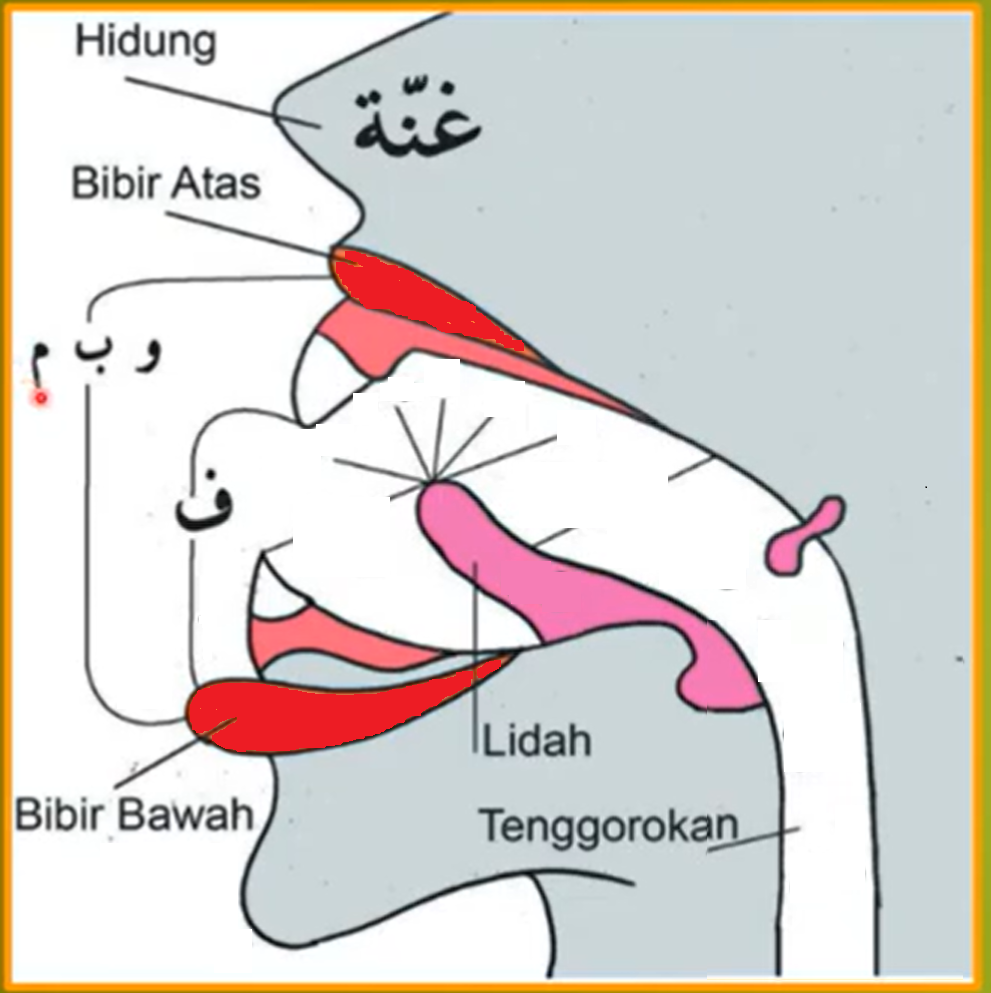 Hidung
غنّة
Bibir Atas
و ب م
ف
Lidah
Bibir Bawah
Tenggorokan